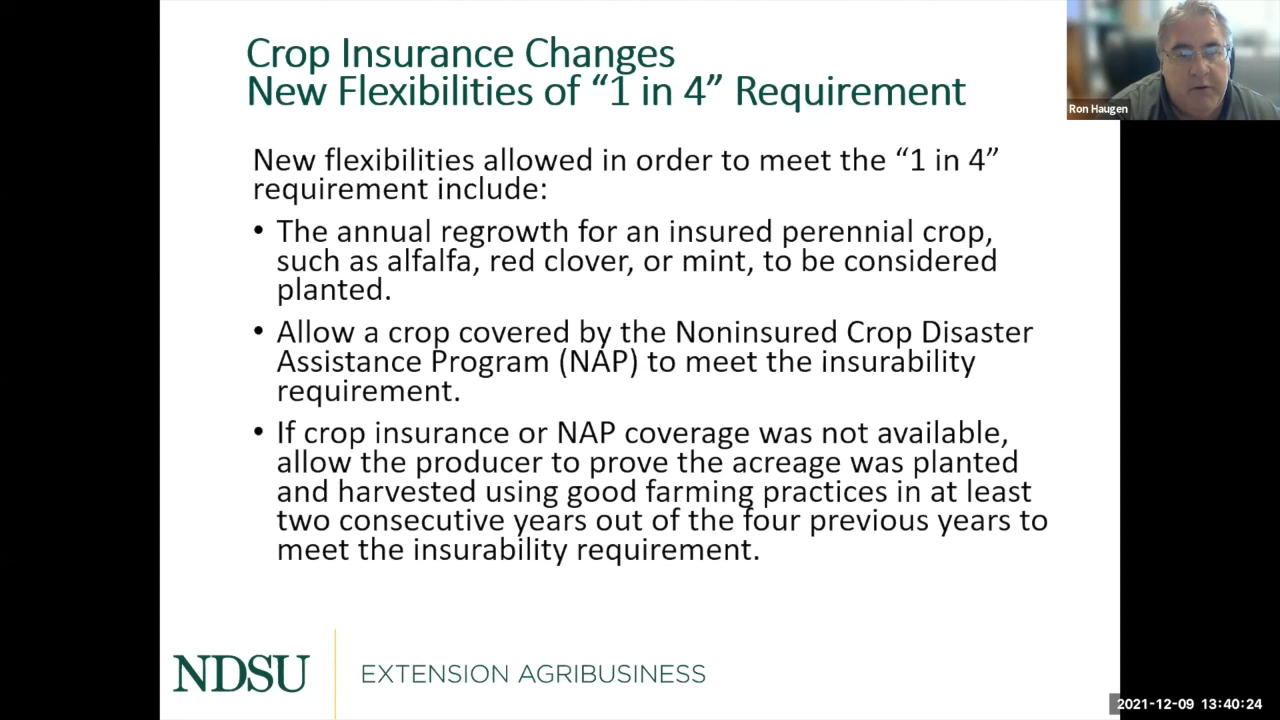 Crop Insurance Changes
New Flexibilities of “1 in 4” Requirement
Ron Haugen
New flexibilities allowed in order to meet the “1 in 4”
requirement include:
• The annual regrowth for an insured perennial crop,
such as alfalfa, red clover, or mint, to be considered
planted.
• Allow a crop covered by the Noninsured Crop Disaster
Assistance Program (NAP) to meet the insurability
requirement.
• If crop insurance or NAP coverage was not available,
allow the producer to prove the acreage was planted
and harvested using good farming practices in at least
two consecutive years out of the four previous years to
meet the insurability requirement.
NDSU
EXTENSION AGRIBUSINESS
2021-12-09 13:40:24